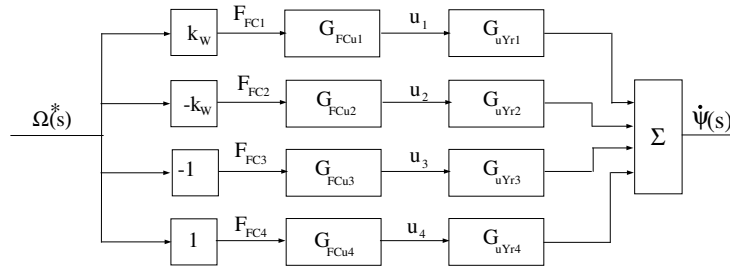 k_W F_FC1 G_FCu1 u_1 G_uYr1
-k_W F_FC2 G_FCu2 u_2 G_uYr2
Ω*(s) Σ ψ̇(s)
-1 F_FC3 G_FCu3 u_3 G_uYr3
1 F_FC4 G_FCu4 u_4 G_uYr4